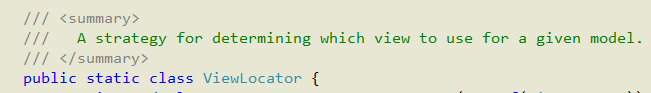 /// <summary>
///   A strategy for determining which view to use for a given model.
/// </summary>
public static class ViewLocator {